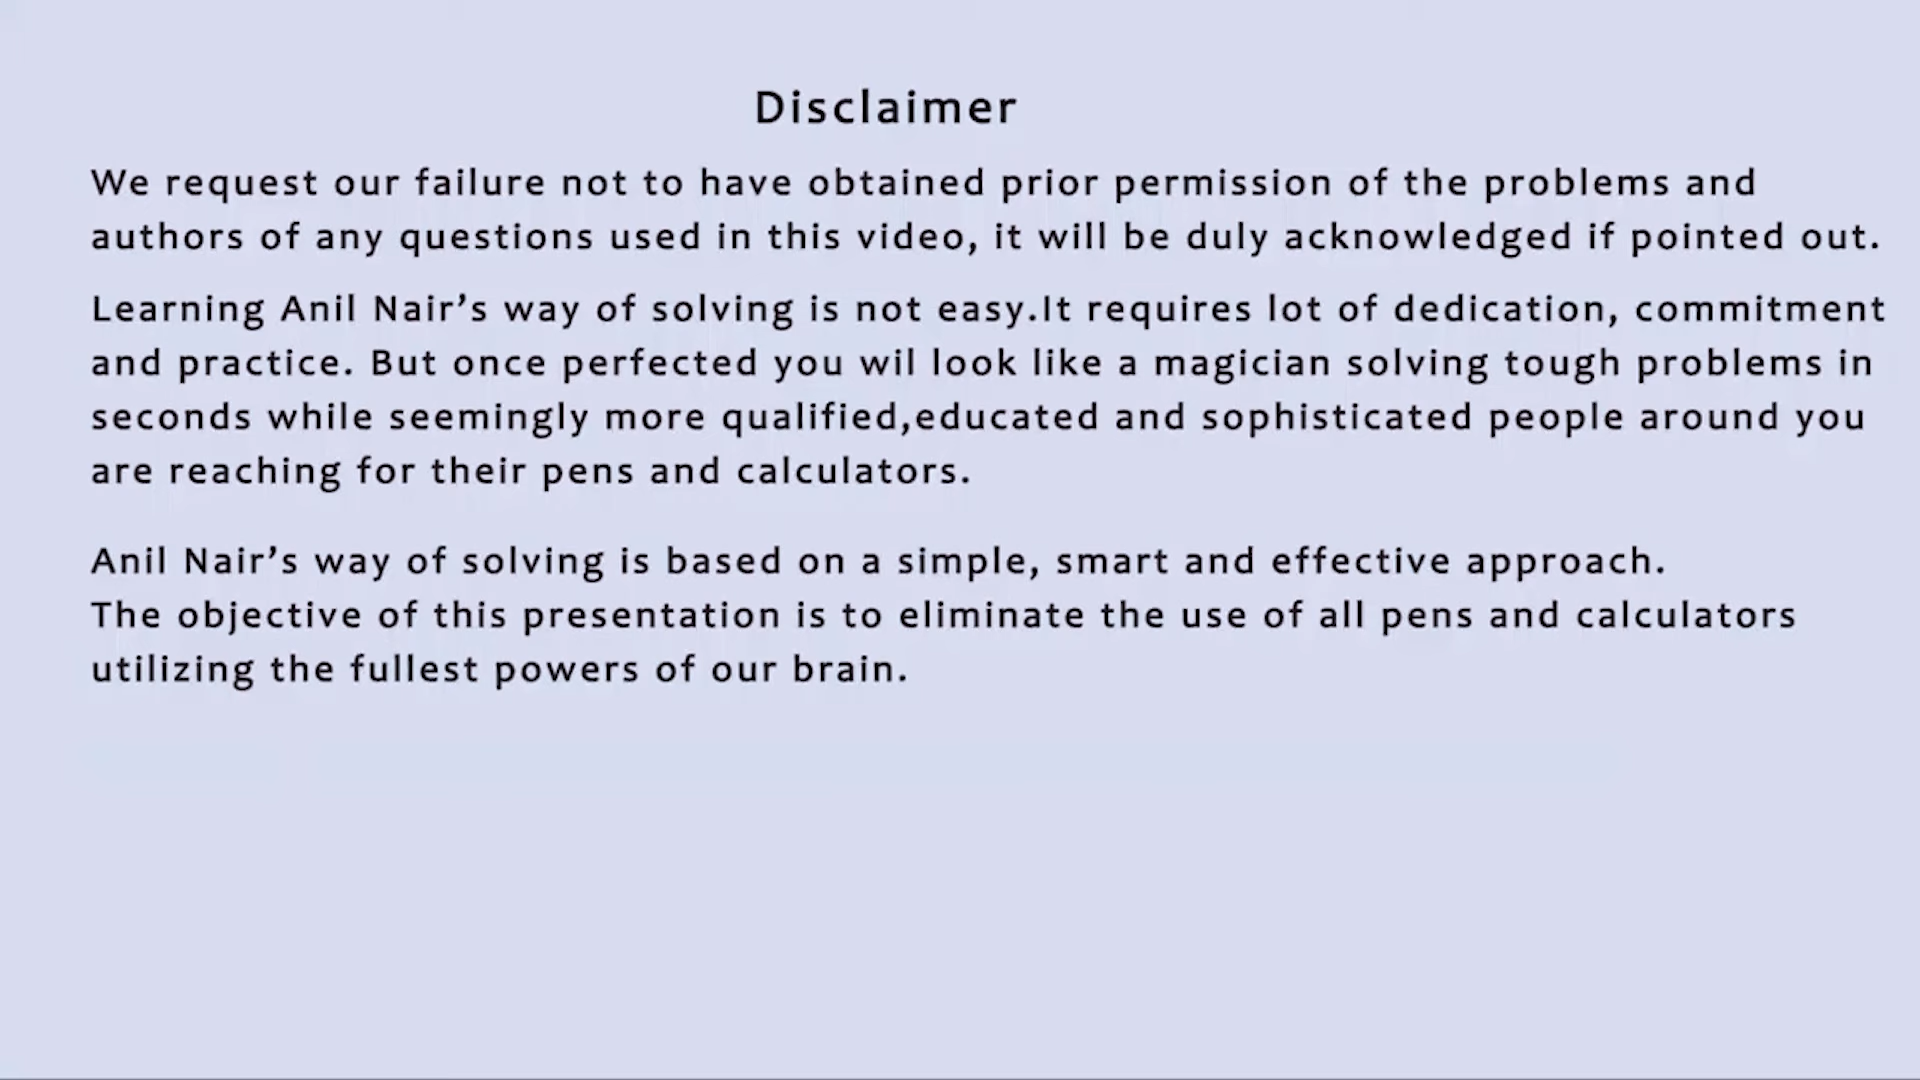 Disclaimer
We request our failure not to have obtained prior permission of the problems and
authors of any questions used in this video, it will be duly acknowledged if pointed out.
Learning Anil Nair’s way of solving is not easy.It requires lot of dedication, commitment
and practice. But once perfected you wil look like a magician solving tough problems in
seconds while seemingly more qualified,educated and sophisticated people around you
are reaching for their pens and calculators.
Anil Nair’s way of solving is based on a simple, smart and effective approach.
The objective of this presentation is to eliminate the use of all pens and calculators
utilizing the fullest powers of our brain.